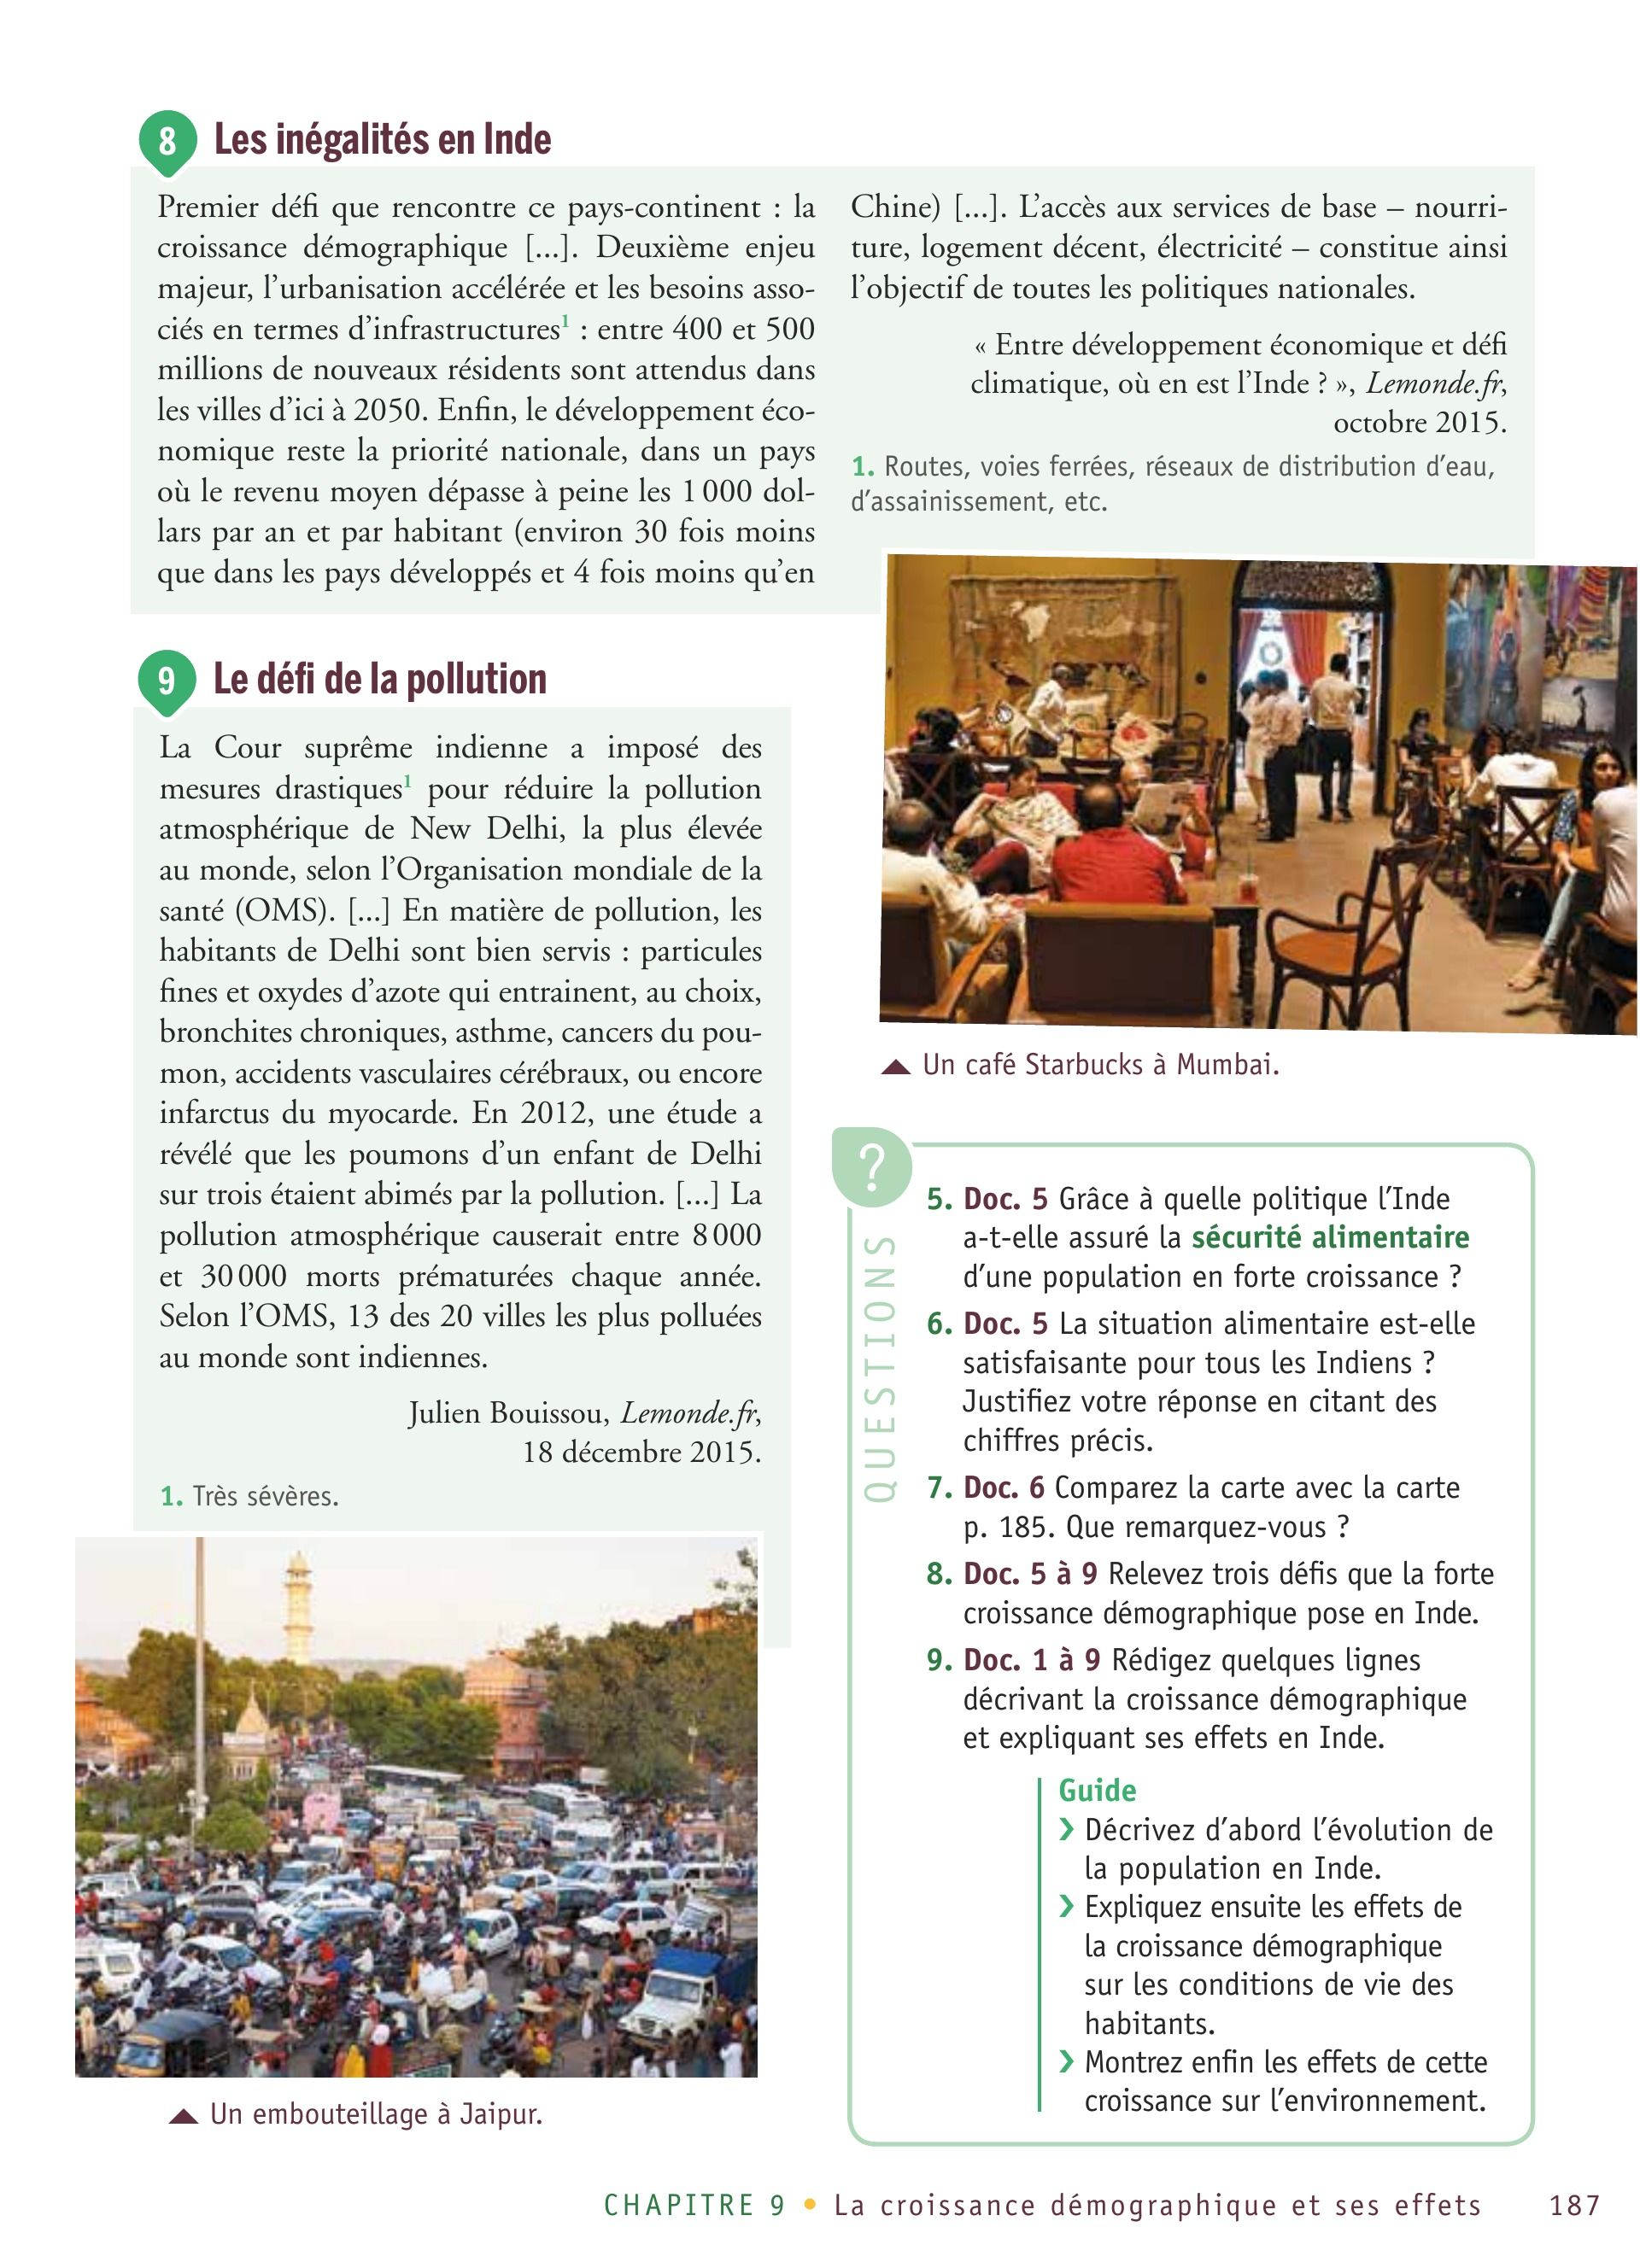 8 Les inégalités en Inde
Premier défi que rencontre ce pays-continent : la
croissance démographique [...]. Deuxième enjeu
majeur, l'urbanisation accélérée et les besoins asso-
ciés en termes d'infrastructures1 : entre 400 et 500
millions de nouveaux résidents sont attendus dans
les villes d'ici à 2050. Enfin, le développement éco-
nomique reste la priorité nationale, dans un pays
où le revenu moyen dépasse à peine les 1 000 dol-
lars par an et par habitant (environ 30 fois moins
que dans les pays développés et 4 fois moins qu'en
Chine) [...]. L'accès aux services de base – nourri-
ture, logement décent, électricité – constitue ainsi
l'objectif de toutes les politiques nationales.
« Entre développement économique et défi
climatique, où en est l'Inde ? », Lemonde.fr,
octobre 2015.
1. Routes, voies ferrées, réseaux de distribution d'eau,
d'assainissement, etc.
9 Le défi de la pollution
La Cour suprême indienne a imposé des
mesures drastiques1 pour réduire la pollution
atmosphérique de New Delhi, la plus élevée
au monde, selon l'Organisation mondiale de la
santé (OMS). [...] En matière de pollution, les
habitants de Delhi sont bien servis : particules
fines et oxydes d'azote qui entrainent, au choix,
bronchites chroniques, asthme, cancers du pou-
mon, accidents vasculaires cérébraux, ou encore
infarctus du myocarde. En 2012, une étude a
révélé que les poumons d'un enfant de Delhi
sur trois étaient abimés par la pollution. [...] La
pollution atmosphérique causerait entre 8 000
et 30 000 morts prématurées chaque année.
Selon l'OMS, 13 des 20 villes les plus polluées
au monde sont indiennes.
Julien Bouissou, Lemonde.fr,
18 décembre 2015.
1. Très sévères.
Un embouteillage à Jaipur.
Un café Starbucks à Mumbai.
?
QUESTIONS
5. Doc. 5 Grâce à quelle politique l'Inde
a-t-elle assuré la sécurité alimentaire
d'une population en forte croissance ?
6. Doc. 5 La situation alimentaire est-elle
satisfaisante pour tous les Indiens ?
Justifiez votre réponse en citant des
chiffres précis.
7. Doc. 6 Comparez la carte avec la carte
p. 185. Que remarquez-vous ?
8. Doc. 5 à 9 Relevez trois défis que la forte
croissance démographique pose en Inde.
9. Doc. 1 à 9 Rédigez quelques lignes
décrivant la croissance démographique
et expliquant ses effets en Inde.
Guide
❯ Décrivez d'abord l'évolution de
la population en Inde.
❯ Expliquez ensuite les effets de
la croissance démographique
sur les conditions de vie des
habitants.
❯ Montrez enfin les effets de cette
croissance sur l'environnement.
CHAPITRE 9 • La croissance démographique et ses effets 187